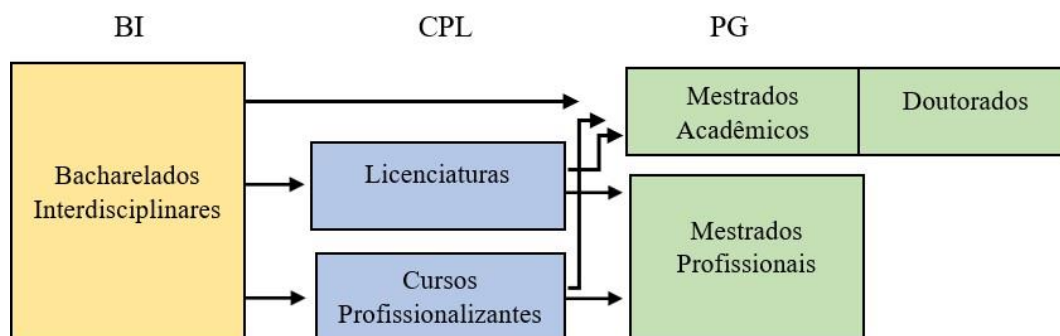 BI
CPL
PG
Bacharelados
Interdisciplinares
Licenciaturas
Cursos
Profissionalizantes
Mestrados
Acadêmicos
Doutorados
Mestrados
Profissionais